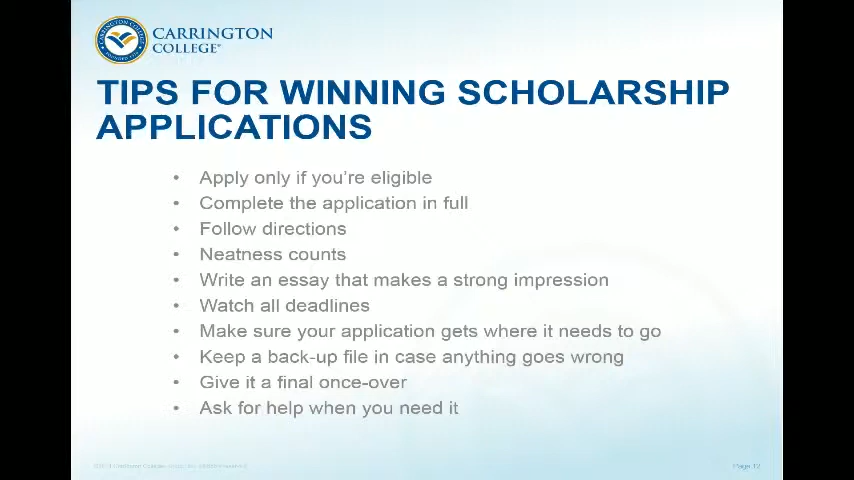 CARRINGTON
COLLEGE
TIPS FOR WINNING SCHOLARSHIP
APPLICATIONS
• Apply only if you're eligible
• Complete the application in full
• Follow directions
• Neatness counts
• Write an essay that makes a strong impression
• Watch all deadlines
• Make sure your application gets where it needs to go
• Keep a back-up file in case anything goes wrong
• Give it a final once-over
• Ask for help when you need it
Page 12